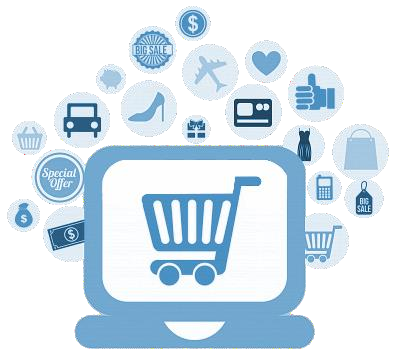 $
BIG SALE
Special
Offer
BIG
SALE
$
$